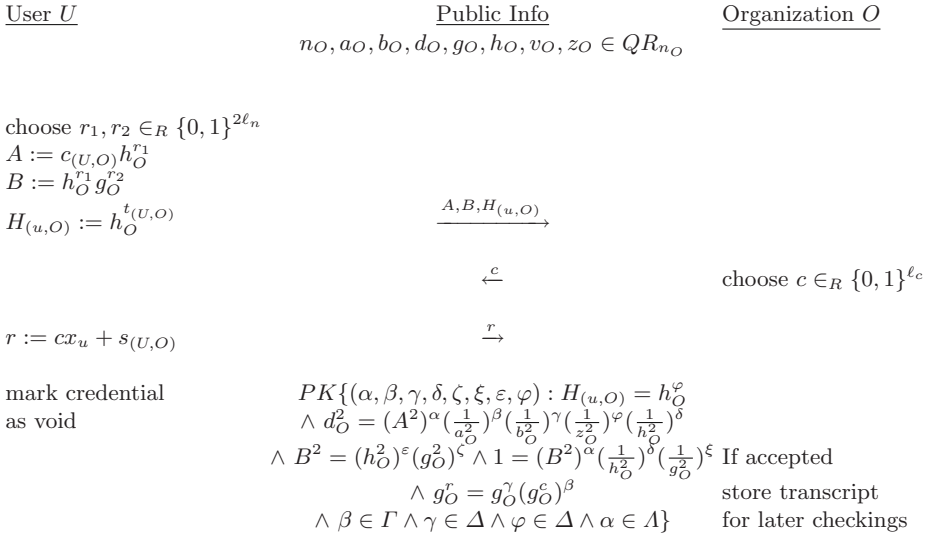 User U Public Info Organization O
n_O, a_O, b_O, d_O, g_O, h_O, v_O, z_O ∈ QR_{n_O}
choose r_1, r_2 ∈_R {0, 1}^{2ℓ_n}
A := c_{(U,O)} h_O^{r_1}
B := h_O^{r_1} g_O^{r_2}
H_{(u,O)} := h_O^{t_{(U,O)}} A,B,H_{(u,O)} ⟶
c ⟵ choose c ∈_R {0, 1}^{ℓ_c}
r := cx_u + s_{(U,O)} r ⟶
mark credential PK{(α, β, γ, δ, ζ, ξ, ε, φ) : H_{(u,O)} = h_O^φ
as void ∧ d_O^2 = (A^2)^α (1/a_O^2)^β (1/b_O^2)^γ (1/z_O^2)^φ (1/h_O^2)^δ
∧ B^2 = (h_O^2)^ε (g_O^2)^ζ ∧ 1 = (B^2)^α (1/h_O^2)^δ (1/g_O^2)^ξ If accepted
∧ g_O^r = g_O^γ (g_O^c)^β store transcript
∧ β ∈ Γ ∧ γ ∈ Δ ∧ φ ∈ Δ ∧ α ∈ Λ} for later checkings